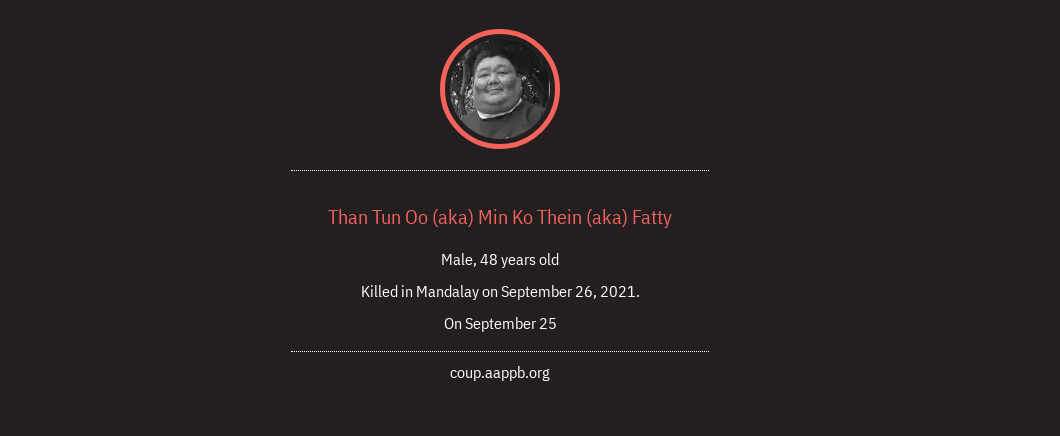 Than Tun Oo (aka) Min Ko Thein (aka) Fatty
Male, 48 years old
Killed in Mandalay on September 26, 2021.
On September 25
coup.aappb.org